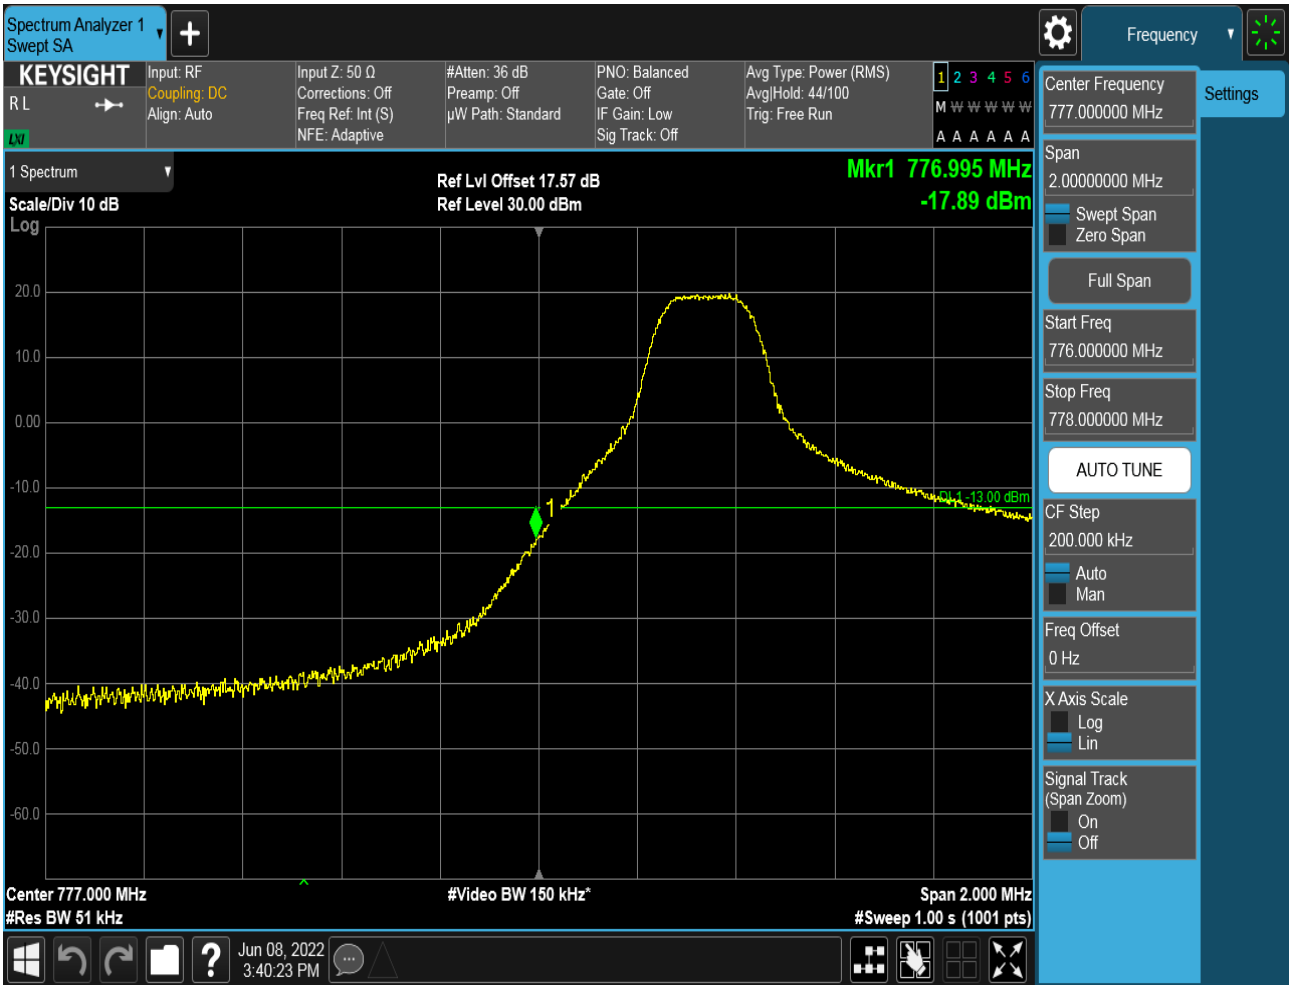 Spectrum Analyzer 1
Swept SA
Frequency
KEYSIGHT
R L
LXI
Input: RF
Coupling: DC
Align: Auto
Input Z: 50 Ω
Corrections: Off
Freq Ref: Int (S)
NFE: Adaptive
#Atten: 36 dB
Preamp: Off
µW Path: Standard
PNO: Balanced
Gate: Off
IF Gain: Low
Sig Track: Off
Avg Type: Power (RMS)
Avg|Hold: 44/100
Trig: Free Run
1 2 3 4 5 6
M W W W W W
A A A A A A
1 Spectrum
Scale/Div 10 dB
Log
Ref Lvl Offset 17.57 dB
Ref Level 30.00 dBm
Mkr1 776.995 MHz
-17.89 dBm
20.0
10.0
0.00
-10.0
-20.0
-30.0
-40.0
-50.0
-60.0
DL1 -13.00 dBm
1
Center 777.000 MHz
#Res BW 51 kHz
#Video BW 150 kHz*
Span 2.000 MHz
#Sweep 1.00 s (1001 pts)
?
Jun 08, 2022
3:40:23 PM
Center Frequency
777.000000 MHz
Span
2.00000000 MHz
Swept Span
Zero Span
Full Span
Start Freq
776.000000 MHz
Stop Freq
778.000000 MHz
AUTO TUNE
CF Step
200.000 kHz
Auto
Man
Freq Offset
0 Hz
X Axis Scale
Log
Lin
Signal Track
(Span Zoom)
On
Off
Settings